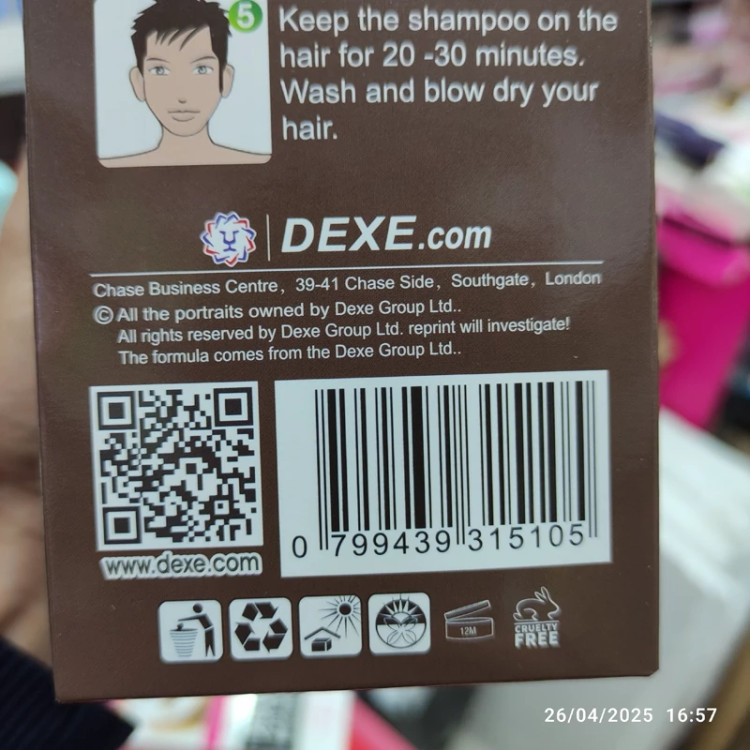 5
Keep the shampoo on the
hair for 20 -30 minutes.
Wash and blow dry your
hair.
DEXE.com
Chase Business Centre, 39-41 Chase Side, Southgate, London
© All the portraits owned by Dexe Group Ltd..
All rights reserved by Dexe Group Ltd. reprint will investigate!
The formula comes from the Dexe Group Ltd..
0 799439 315105
www.dexe.com
12M
CRUELTY
FREE
26/04/2025 16:57